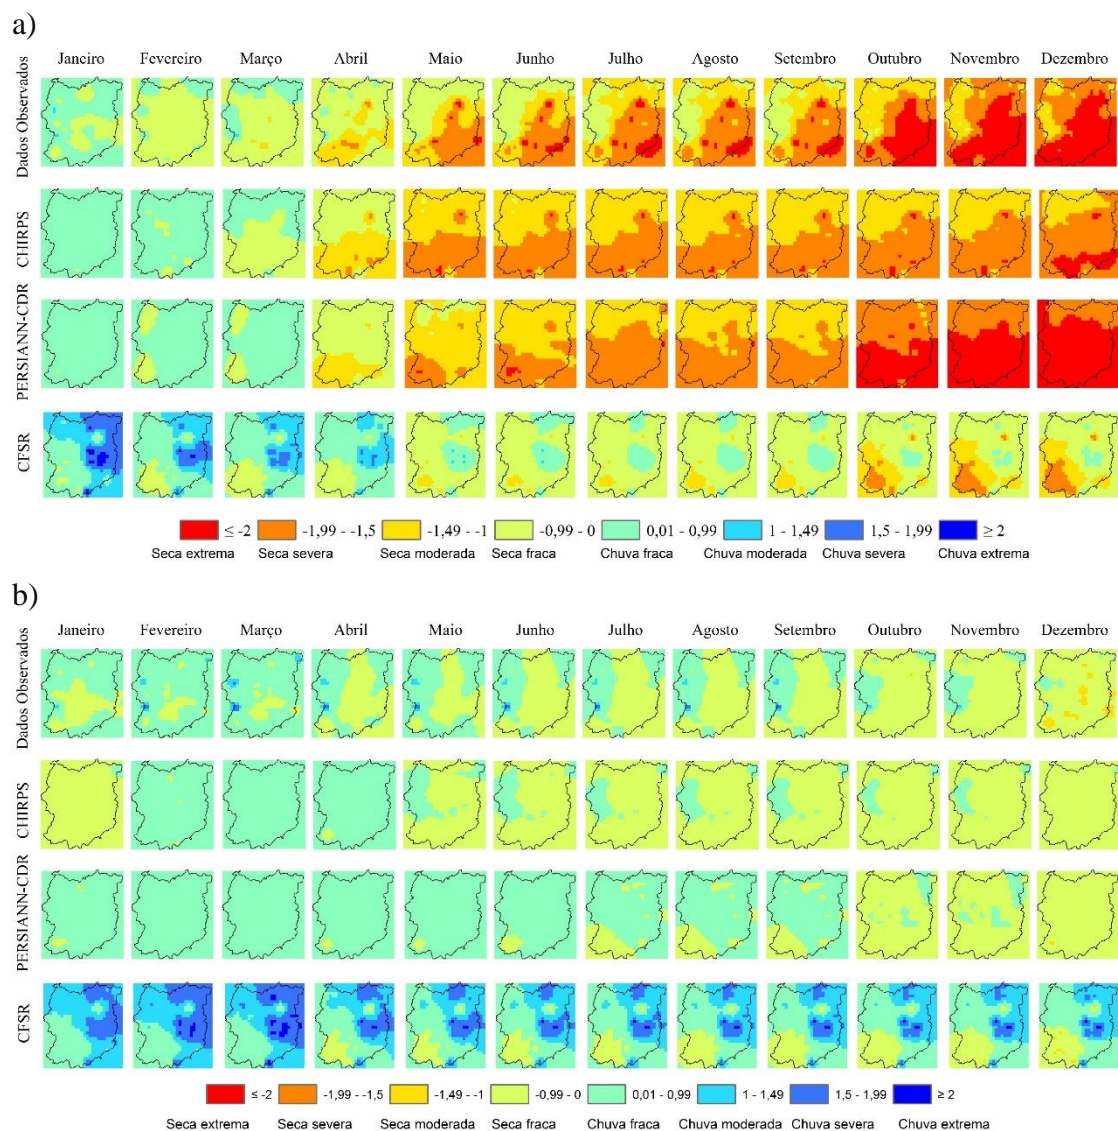 a)
Janeiro Fevereiro Março Abril Maio Junho Julho Agosto Setembro Outubro Novembro Dezembro
Dados Observados
CHIRPS
PERSIANN-CDR
CFSR
≤ -2 -1,99 - -1,5 -1,49 - -1 -0,99 - 0 0,01 - 0,99 1 - 1,49 1,5 - 1,99 ≥ 2
Seca extrema Seca severa Seca moderada Seca fraca Chuva fraca Chuva moderada Chuva severa Chuva extrema
b)
Janeiro Fevereiro Março Abril Maio Junho Julho Agosto Setembro Outubro Novembro Dezembro
Dados Observados
CHIRPS
PERSIANN-CDR
CFSR
≤ -2 -1,99 - -1,5 -1,49 - -1 -0,99 - 0 0,01 - 0,99 1 - 1,49 1,5 - 1,99 ≥ 2
Seca extrema Seca severa Seca moderada Seca fraca Chuva fraca Chuva moderada Chuva severa Chuva extrema